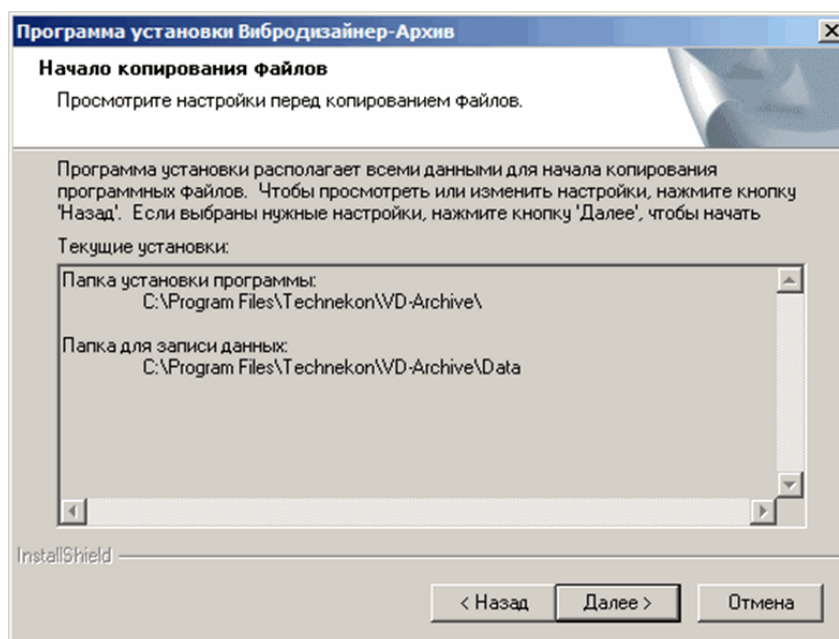 Программа установки Вибродизайнер-Архив
Начало копирования файлов
Просмотрите настройки перед копированием файлов.
Программа установки располагает всеми данными для начала копирования
программных файлов. Чтобы просмотреть или изменить настройки, нажмите кнопку
'Назад'. Если выбраны нужные настройки, нажмите кнопку 'Далее', чтобы начать
Текущие установки:
Папка установки программы:
C:\Program Files\Technekon\VD-Archive\
Папка для записи данных:
C:\Program Files\Technekon\VD-Archive\Data
InstallShield
< Назад
Далее >
Отмена